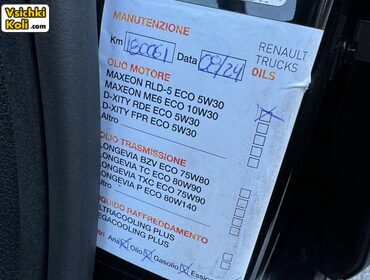 Vsichki
Koli.com
MANUTENZIONE
Km 180061 Data 08/24
RENAULT
TRUCKS
OILS
OLIO MOTORE
MAXEON RLD-5 ECO 5W30
MAXEON ME6 ECO 10W30
D-XITY RDE ECO 5W30
D-XITY FPR ECO 5W30
Altro
OLIO TRASMISSIONE
LONGEVIA BZV ECO 75W80
LONGEVIA TC ECO 80W90
LONGEVIA TXC ECO 75W90
LONGEVIA P ECO 80W140
Altro
LIQUIDO RAFFREDDAMENTO
ULTRACOOLING PLUS
MEGACOOLING PLUS
Aria Olio Gasolio Essic